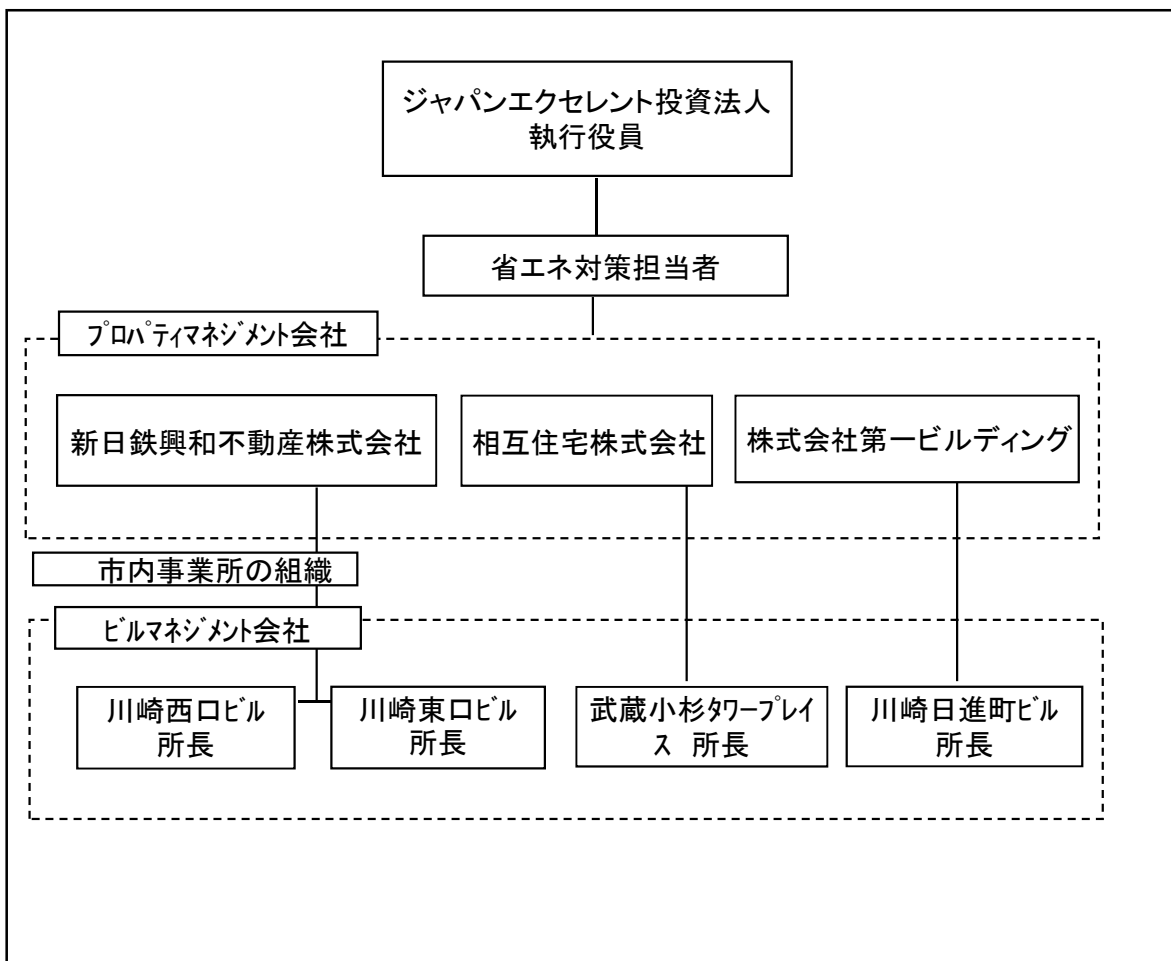 ジャパンエクセレント投資法人
執行役員
省エネ対策担当者
ﾌﾟﾛﾊﾟﾃｨﾏﾈｼﾞﾒﾝﾄ会社
新日鉄興和不動産株式会社
相互住宅株式会社
株式会社第一ビルディング
市内事業所の組織
ﾋﾞﾙﾏﾈｼﾞﾒﾝﾄ会社
川崎西口ビル
所長
川崎東口ビル
所長
武蔵小杉ﾀﾜｰプレイ
ス 所長
川崎日進町ビル
所長